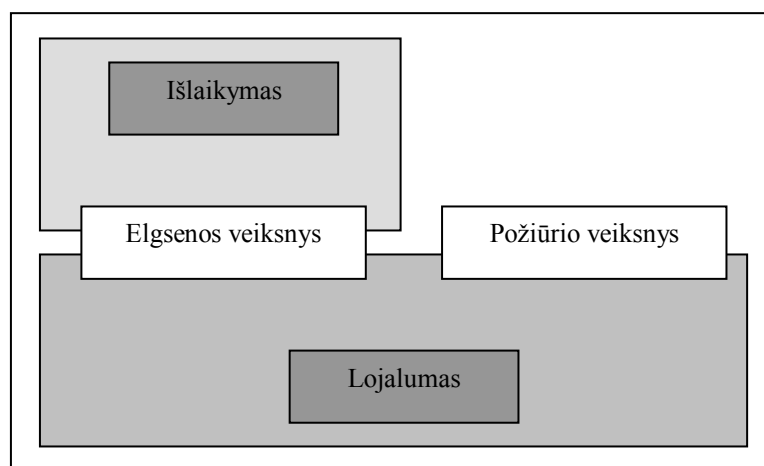 Išlaikymas
Elgsenos veiksnys
Požiūrio veiksnys
Lojalumas